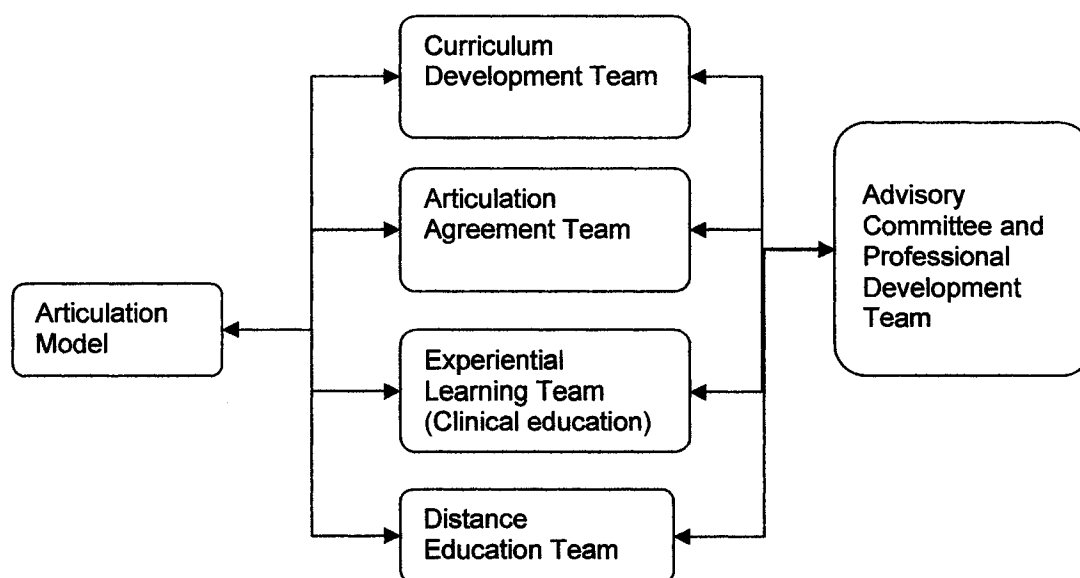 Curriculum
Development Team
Articulation
Agreement Team
Advisory
Committee and
Professional
Development
Team
Articulation
Model
Experiential
Learning Team
(Clinical education)
Distance
Education Team